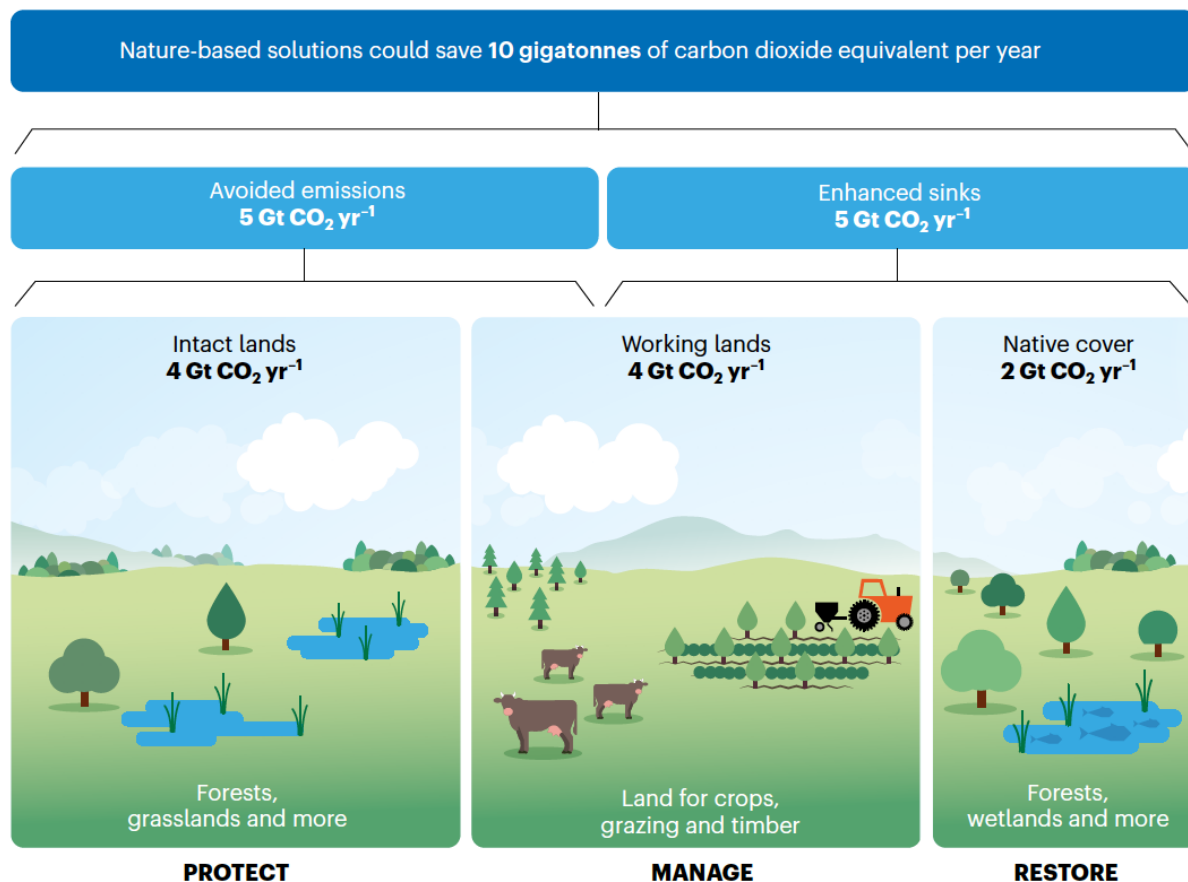 Nature-based solutions could save 10 gigatonnes of carbon dioxide equivalent per year
Avoided emissions
5 Gt CO₂ yr⁻¹
Enhanced sinks
5 Gt CO₂ yr⁻¹
Intact lands
4 Gt CO₂ yr⁻¹
Working lands
4 Gt CO₂ yr⁻¹
Native cover
2 Gt CO₂ yr⁻¹
Forests,
grasslands and more
Land for crops,
grazing and timber
Forests,
wetlands and more
PROTECT
MANAGE
RESTORE